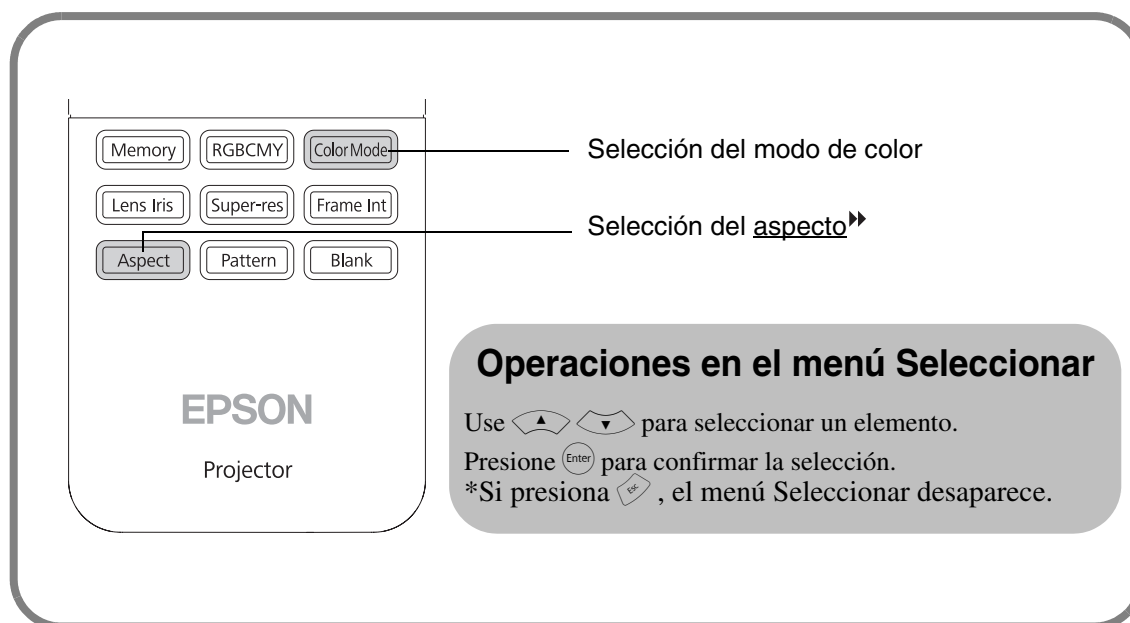 Memory RGBCMY Color Mode
Selección del modo de color
Lens Iris Super-res Frame Int
Selección del aspecto
Aspect Pattern Blank
EPSON
Projector
Operaciones en el menú Seleccionar
Use para seleccionar un elemento.
Presione Enter para confirmar la selección.
*Si presiona Esc , el menú Seleccionar desaparece.